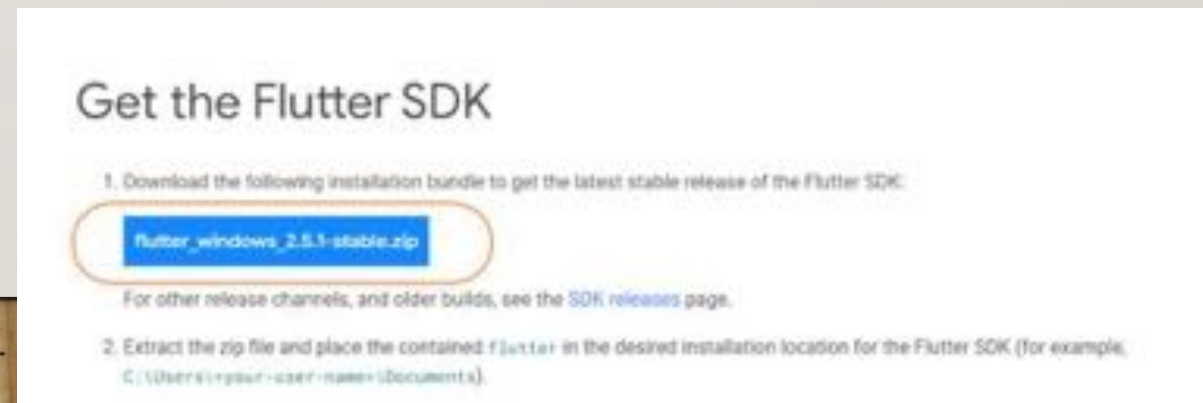 Get the Flutter SDK
1. Download the following installation bundle to get the latest stable release of the Flutter SDK:
flutter_windows_2.5.1-stable.zip
For other release channels, and older builds, see the SDK releases page.
2. Extract the zip file and place the contained flutter in the desired installation location for the Flutter SDK (for example,
C:\Users\<your-user-name>\Documents).